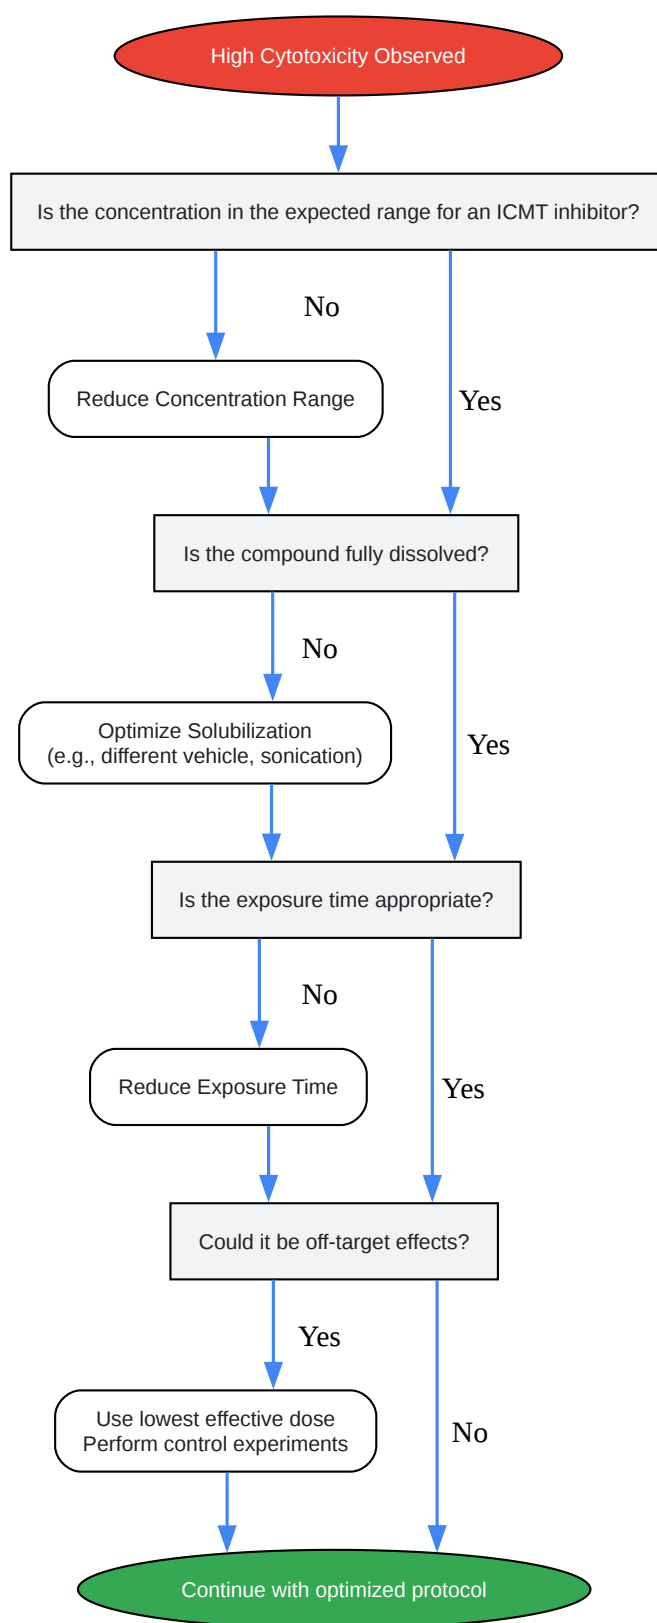 High Cytotoxicity Observed
Is the concentration in the expected range for an ICMT inhibitor?
No
Reduce Concentration Range
Yes
Is the compound fully dissolved?
No
Optimize Solubilization
(e.g., different vehicle, sonication)
Yes
Is the exposure time appropriate?
No
Reduce Exposure Time
Yes
Could it be off-target effects?
Yes
Use lowest effective dose
Perform control experiments
No
Continue with optimized protocol